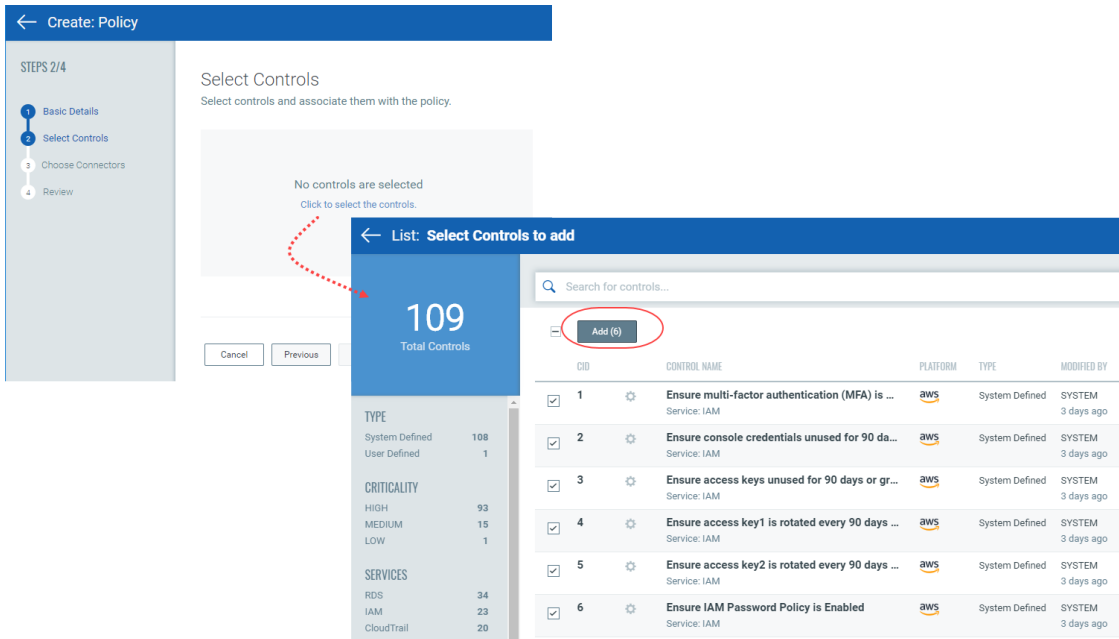 Create: Policy
STEPS 2/4
1 Basic Details
2 Select Controls
3 Choose Connectors
4 Review
Select Controls
Select controls and associate them with the policy.
No controls are selected
Click to select the controls.
Cancel Previous
List: Select Controls to add
109
Total Controls
TYPE
System Defined 108
User Defined 1
CRITICALITY
HIGH 93
MEDIUM 15
LOW 1
SERVICES
RDS 34
IAM 23
CloudTrail 20
Search for controls...
Add (6)
CID CONTROL NAME PLATFORM TYPE MODIFIED BY
1 Ensure multi-factor authentication (MFA) is ... aws System Defined SYSTEM
Service: IAM 3 days ago
2 Ensure console credentials unused for 90 da... aws System Defined SYSTEM
Service: IAM 3 days ago
3 Ensure access keys unused for 90 days or gr... aws System Defined SYSTEM
Service: IAM 3 days ago
4 Ensure access key1 is rotated every 90 days ... aws System Defined SYSTEM
Service: IAM 3 days ago
5 Ensure access key2 is rotated every 90 days ... aws System Defined SYSTEM
Service: IAM 3 days ago
6 Ensure IAM Password Policy is Enabled aws System Defined SYSTEM
Service: IAM 3 days ago